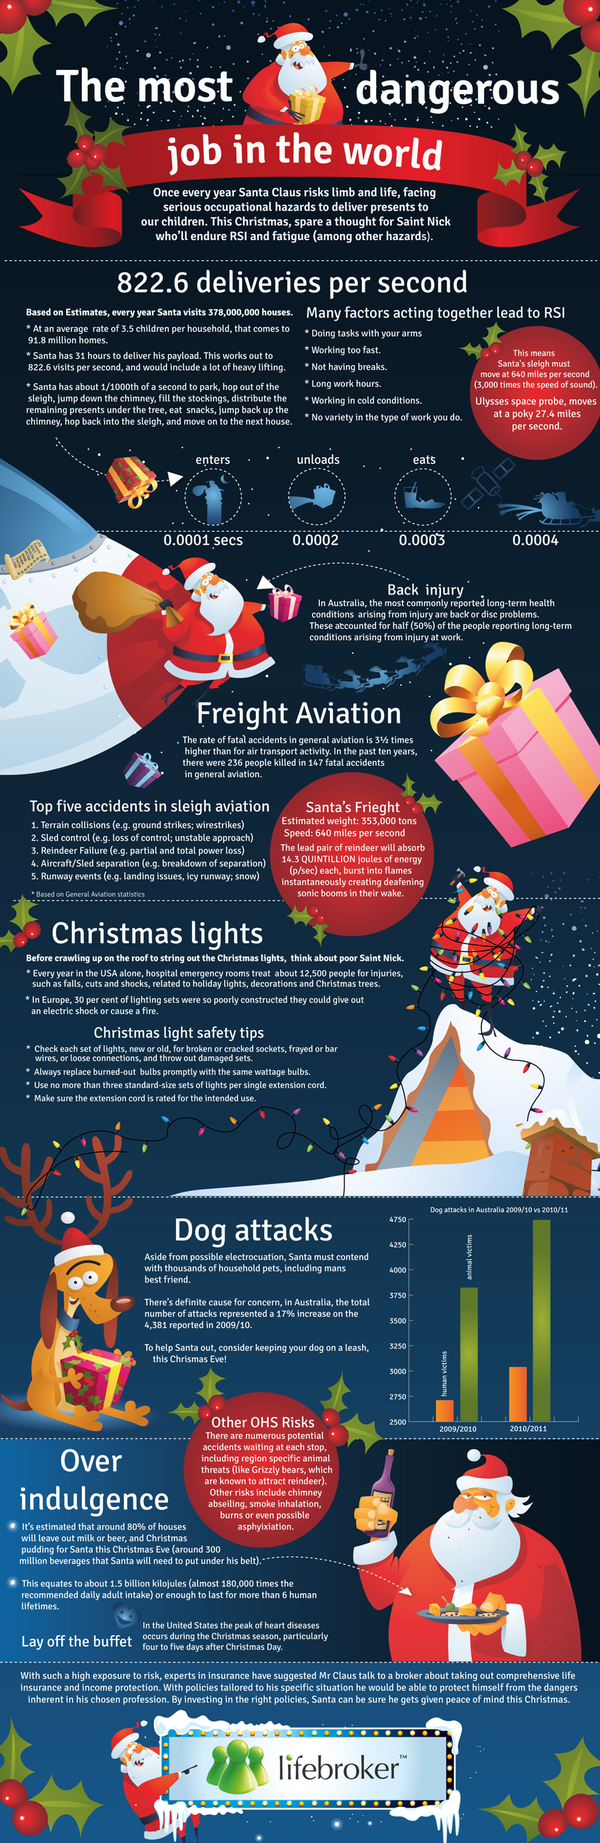 The most dangerous
job in the world
Once every year Santa Claus risks limb and life, facing
serious occupational hazards to deliver presents to
our children. This Christmas, spare a thought for Saint Nick
who'll endure RSI and fatigue (among other hazards).
822.6 deliveries per second
Based on Estimates, every year Santa visits 378,000,000 houses.
* At an average rate of 3.5 children per household, that comes to
91.8 million homes.
* Santa has 31 hours to deliver his payload. This works out to
822.6 visits per second, and would include a lot of heavy lifting.
* Santa has about 1/1000th of a second to park, hop out of the
sleigh, jump down the chimney, fill the stockings, distribute the
remaining presents under the tree, eat snacks, jump back up the
chimney, hop back into the sleigh, and move on to the next house.
Many factors acting together lead to RSI
* Doing tasks with your arms
* Working too fast.
* Not having breaks.
* Long work hours.
* Working in cold conditions.
* No variety in the type of work you do.
This means
Santa's sleigh must
move at 640 miles per second
(3,000 times the speed of sound).
Ulysses space probe, moves
at a poky 27.4 miles
per second.
enters
unloads
eats
0.0001 secs
0.0002
0.0003
0.0004
Back injury
In Australia, the most commonly reported long-term health
conditions arising from injury are back or disc problems.
These accounted for half (50%) of the people reporting long-term
conditions arising from injury at work.
Freight Aviation
The rate of fatal accidents in general aviation is 3½ times
higher than for air transport activity. In the past ten years,
there were 236 people killed in 147 fatal accidents
in general aviation.
Top five accidents in sleigh aviation
1. Terrain collisions (e.g. ground strikes; wirestrikes)
2. Sled control (e.g. loss of control; unstable approach)
3. Reindeer Failure (e.g. partial and total power loss)
4. Aircraft/Sled separation (e.g. breakdown of separation)
5. Runway events (e.g. landing issues, icy runway; snow)
* Based on General Aviation statistics
Santa's Frieght
Estimated weight: 353,000 tons
Speed: 640 miles per second
The lead pair of reindeer will absorb
14.3 QUINTILLION joules of energy
(p/sec) each, burst into flames
instantaneously creating deafening
sonic booms in their wake.
Christmas lights
Before crawling up on the roof to string out the Christmas lights, think about poor Saint Nick.
* Every year in the USA alone, hospital emergency rooms treat about 12,500 people for injuries,
such as falls, cuts and shocks, related to holiday lights, decorations and Christmas trees.
* In Europe, 30 per cent of lighting sets were so poorly constructed they could give out
an electric shock or cause a fire.
Christmas light safety tips
* Check each set of lights, new or old, for broken or cracked sockets, frayed or bar
wires, or loose connections, and throw out damaged sets.
* Always replace burned-out bulbs promptly with the same wattage bulbs.
* Use no more than three standard-size sets of lights per single extension cord.
* Make sure the extension cord is rated for the intended use.
Dog attacks
Aside from possible electrocuation, Santa must contend
with thousands of household pets, including mans
best friend.
There's definite cause for concern, in Australia, the total
number of attacks represented a 17% increase on the
4,381 reported in 2009/10.
To help Santa out, consider keeping your dog on a leash,
this Chrismas Eve!
Dog attacks in Australia 2009/10 vs 2010/11
4750
4250
4000
3750
3500
3250
3000
2750
2500
human victims
animal victims
2009/2010
2010/2011
Other OHS Risks
There are numerous potential
accidents waiting at each stop,
including region specific animal
threats (like Grizzly bears, which
are known to attract reindeer).
Other risks include chimney
abseiling, smoke inhalation,
burns or even possible
asphyixiation.
Over
indulgence
It's estimated that around 80% of houses
will leave out milk or beer, and Christmas
pudding for Santa this Christmas Eve (around 300
million beverages that Santa will need to put under his belt).
This equates to about 1.5 billion kilojules (almost 180,000 times the
recommended daily adult intake) or enough to last for more than 6 human
lifetimes.
WINE
Lay off the buffet
In the United States the peak of heart diseases
occurs during the Christmas season, particularly
four to five days after Christmas Day.
With such a high exposure to risk, experts in insurance have suggested Mr Claus talk to a broker about taking out comprehensive life
insurance and income protection. With policies tailored to his specific situation he would be able to protect himself from the dangers
inherent in his chosen profession. By investing in the right policies, Santa can be sure he gets given peace of mind this Christmas.
lifebroker™